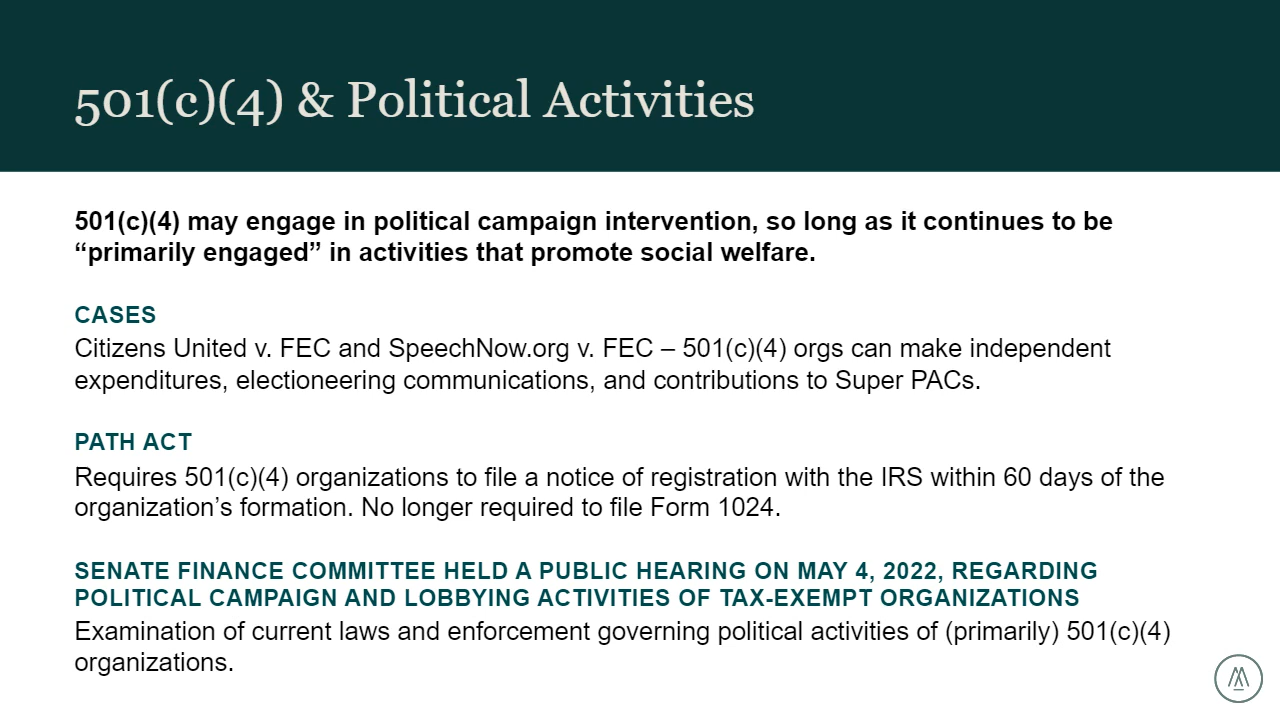 501(c)(4) & Political Activities
501(c)(4) may engage in political campaign intervention, so long as it continues to be
“primarily engaged” in activities that promote social welfare.
CASES
Citizens United v. FEC and SpeechNow.org v. FEC – 501(c)(4) orgs can make independent
expenditures, electioneering communications, and contributions to Super PACs.
PATH ACT
Requires 501(c)(4) organizations to file a notice of registration with the IRS within 60 days of the
organization’s formation. No longer required to file Form 1024.
SENATE FINANCE COMMITTEE HELD A PUBLIC HEARING ON MAY 4, 2022, REGARDING
POLITICAL CAMPAIGN AND LOBBYING ACTIVITIES OF TAX-EXEMPT ORGANIZATIONS
Examination of current laws and enforcement governing political activities of (primarily) 501(c)(4)
organizations.